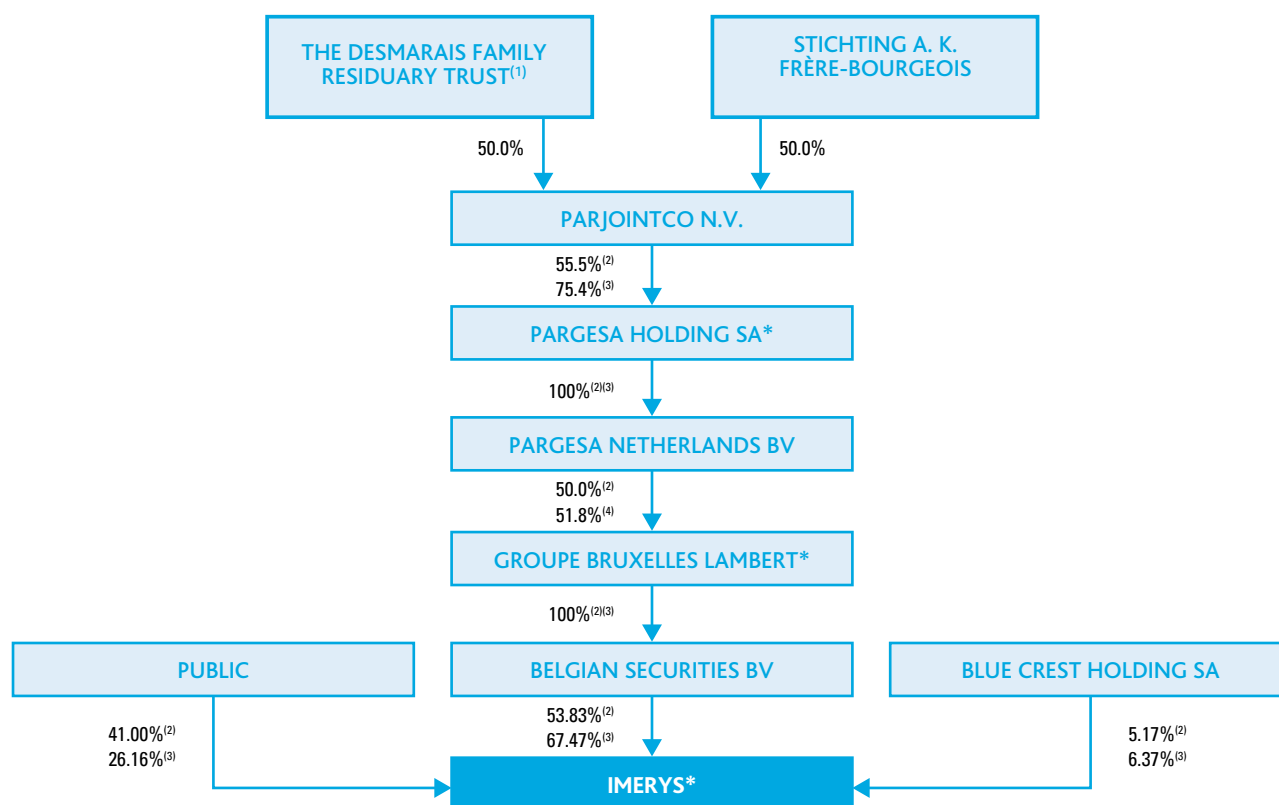 THE DESMARAIS FAMILY
RESIDUARY TRUST(1)
STICHTING A. K.
FRÈRE-BOURGEOIS
50.0%
50.0%
PARJOINTCO N.V.
55.5%(2)
75.4%(3)
PARGESA HOLDING SA*
100%(2)(3)
PARGESA NETHERLANDS BV
50.0%(2)
51.8%(4)
GROUPE BRUXELLES LAMBERT*
100%(2)(3)
PUBLIC
BELGIAN SECURITIES BV
BLUE CREST HOLDING SA
41.00%(2)
26.16%(3)
53.83%(2)
67.47%(3)
5.17%(2)
6.37%(3)
IMERYS*